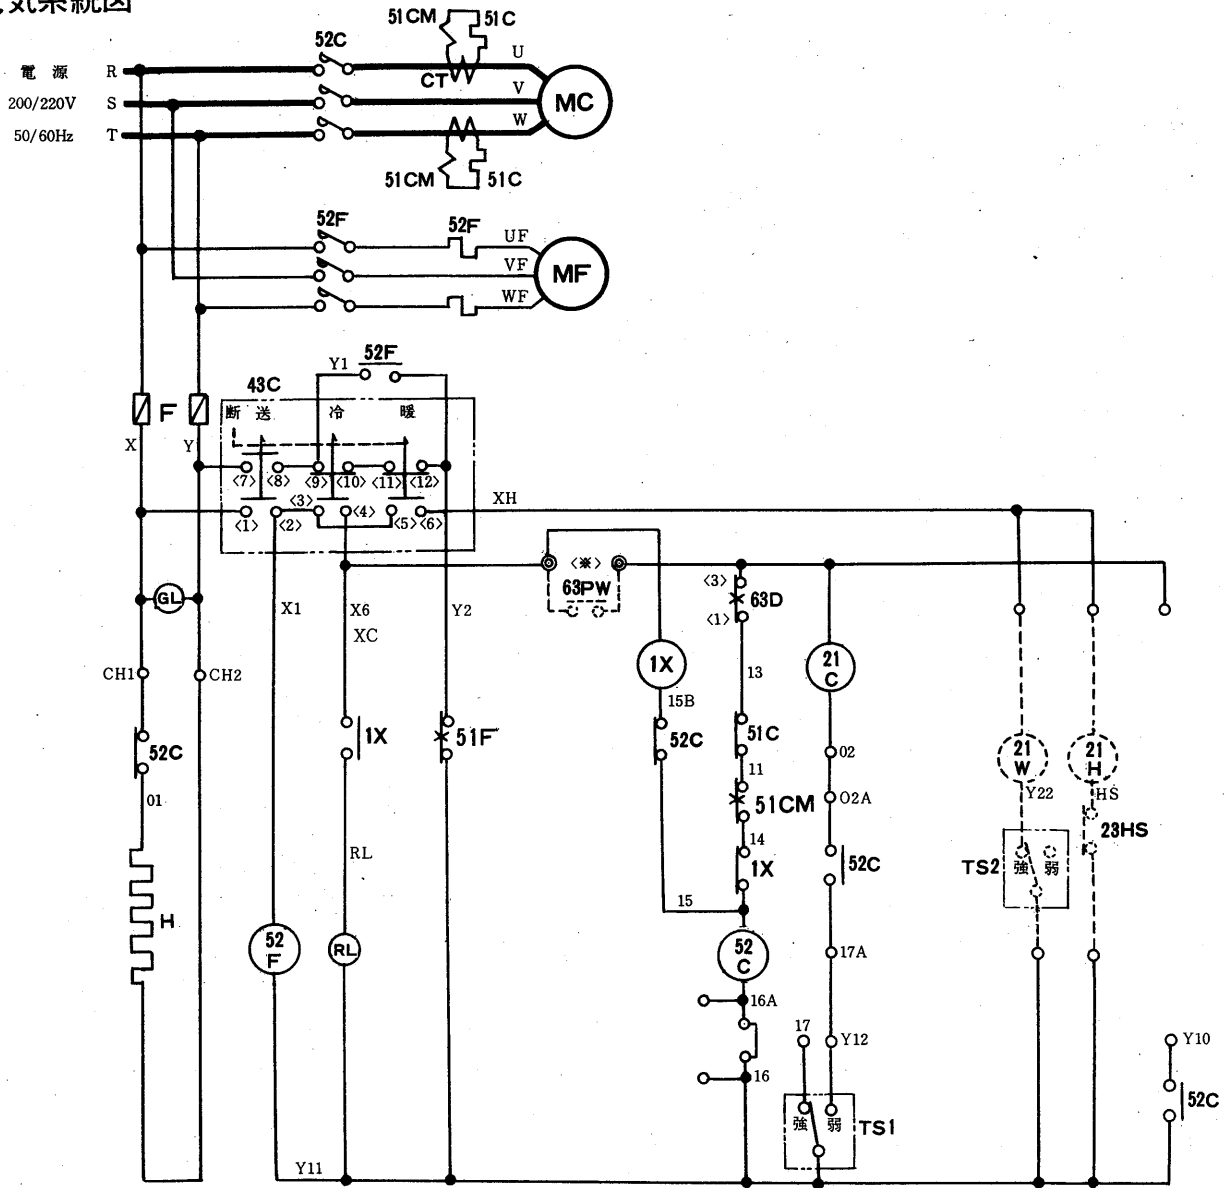 気系統図
51CM
51C
52C
電源
R
U
CT
V
MC
200/220V
S
W
50/60Hz
T
51CM
51C
52F
52F
UF
VF
MF
WF
Y1
52F
43C
断 送 冷 暖
F
X
Y
<7>
<8>
<9>
<10>
<11>
<12>
<3>
XH
<1>
<2>
<4>
<5>
<6>
<※>
63PW
<3>
63D
<1>
GL
X1
X6
XC
Y2
1X
21
C
13
CH1
CH2
15B
52C
1X
51F
52C
51C
11
02
21
W
21
H
01
51CM
02A
Y22
HS
14
23HS
RL
1X
52C
TS2
強
弱
H
15
52
F
RL
52
C
17A
16A
17
Y12
Y10
16
52C
強
弱
TS1
Y11